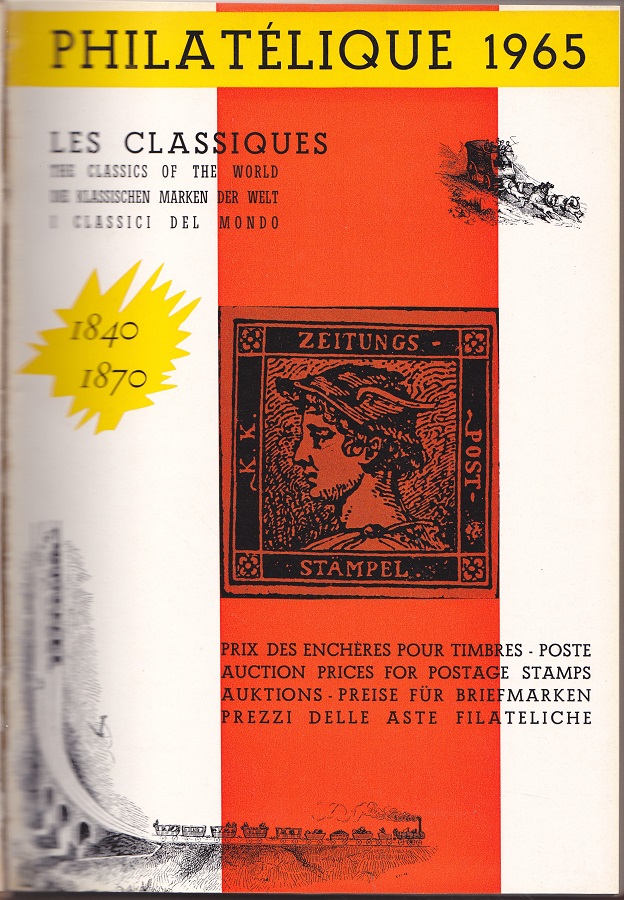 PHILATÉLIQUE 1965
LES CLASSIQUES
THE CLASSICS OF THE WORLD
DIE KLASSISCHEN MARKEN DER WELT
I CLASSICI DEL MONDO
1840
1870
ZEITUNGS -
K.K.
POST-
STÄMPEL
PRIX DES ENCHÈRES POUR TIMBRES - POSTE
AUCTION PRICES FOR POSTAGE STAMPS
AUKTIONS - PREISE FÜR BRIEFMARKEN
PREZZI DELLE ASTE FILATELICHE